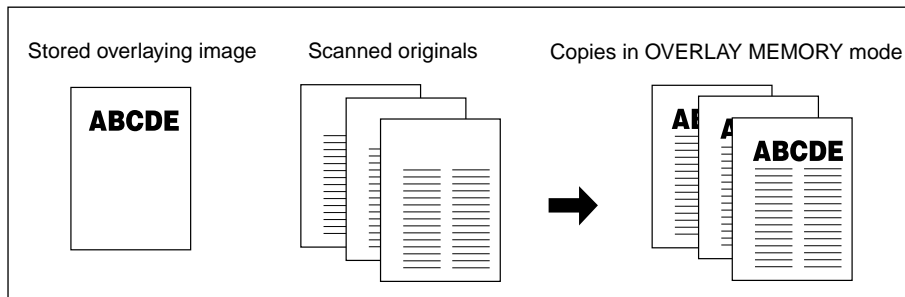 Stored overlaying image
Scanned originals
Copies in OVERLAY MEMORY mode
ABCDE
AB
A
ABCDE